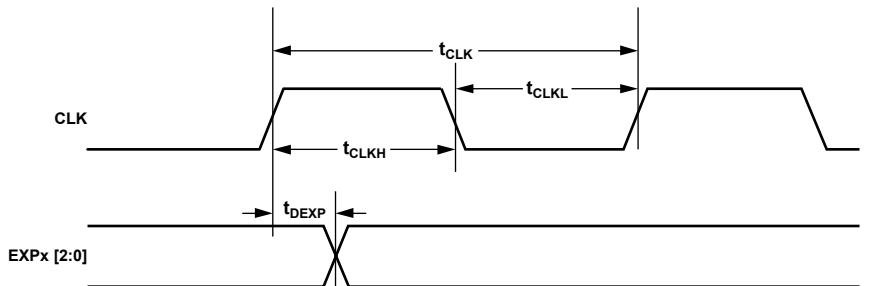 tCLK
tCLKL
CLK
tCLKH
tDEXP
EXPx [2:0]